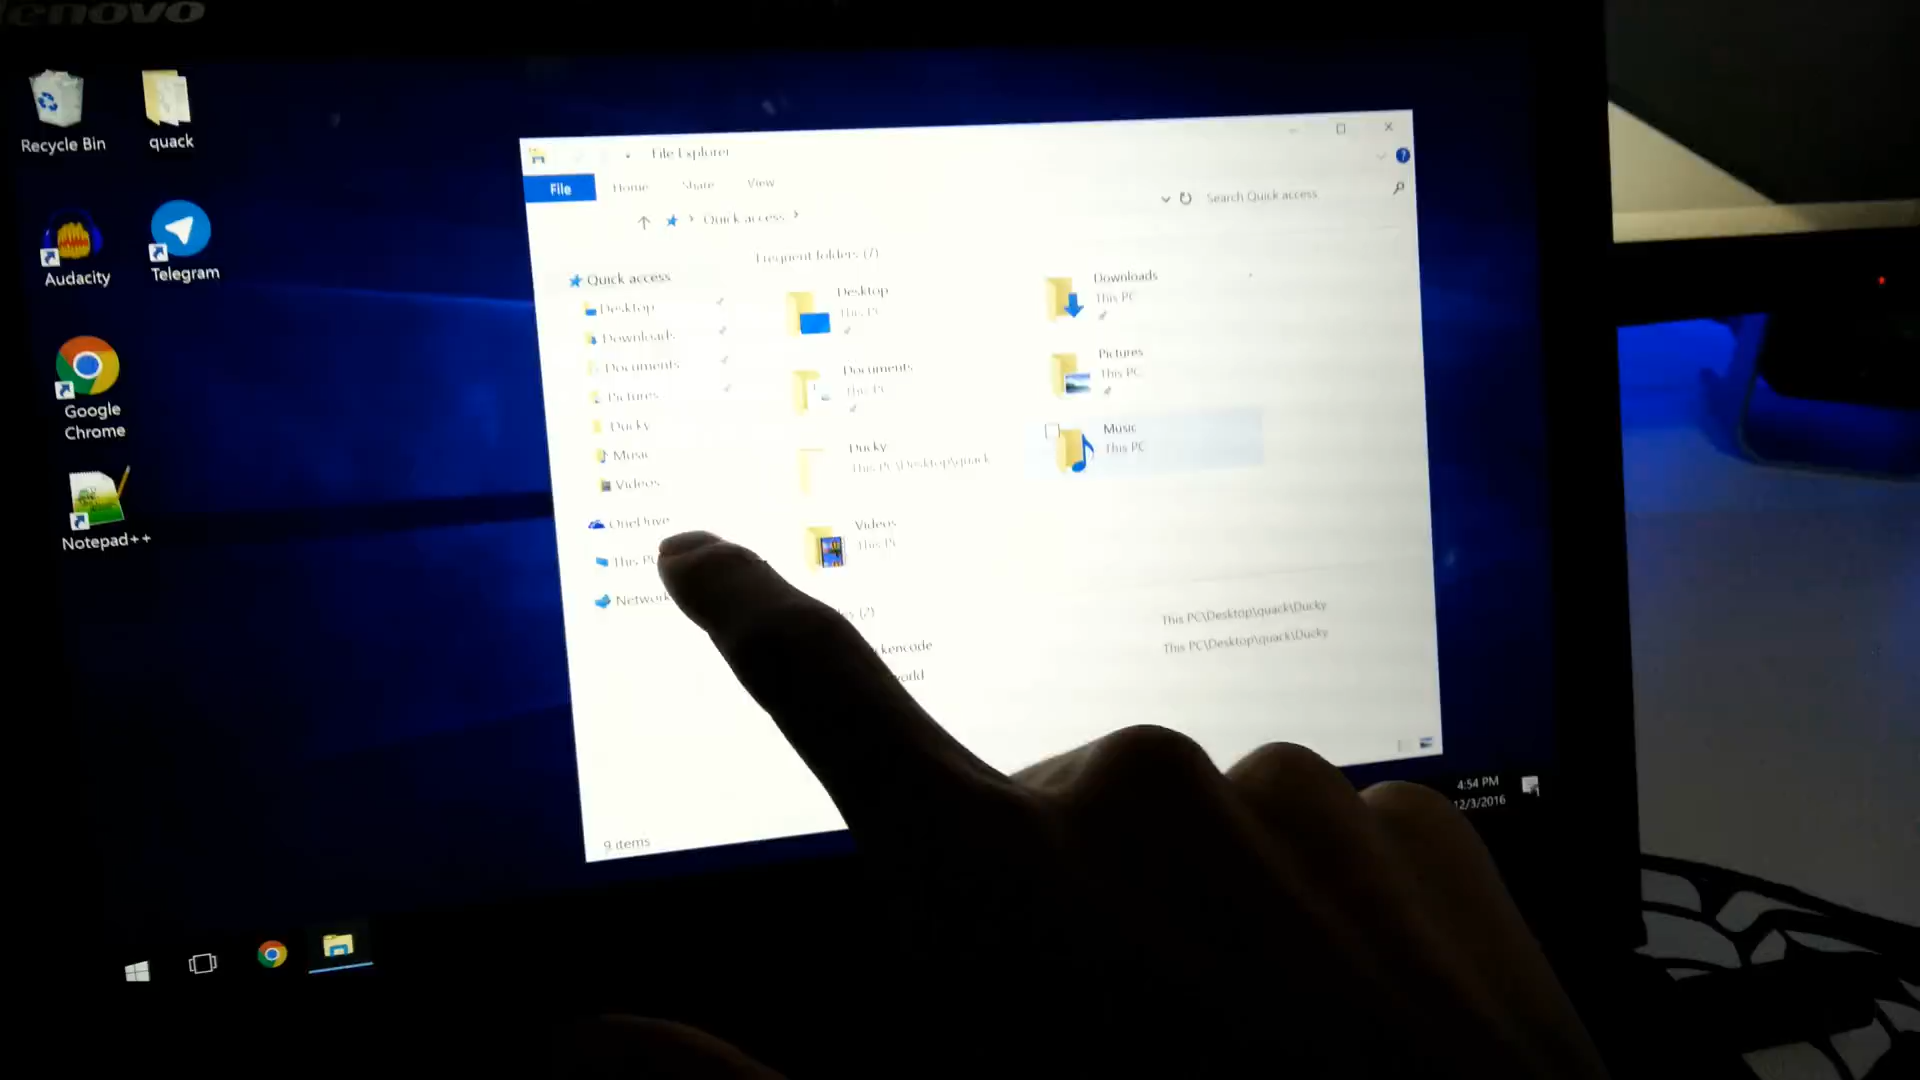 lenovo
Recycle Bin
quack
Audacity
Telegram
Google
Chrome
Notepad++
File Explorer
File
Home
Share
View
Quick access
Search Quick access
Quick access
Desktop
Downloads
Documents
Pictures
Ducky
Music
Videos
OneDrive
This PC
Network
Frequent folders (7)
Desktop
This PC
Downloads
This PC
Documents
This PC
Pictures
This PC
Ducky
This PC\Desktop\quack
Music
This PC
Videos
This PC
(2)
kencode
This PC\Desktop\quack\Ducky
world
This PC\Desktop\quack\Ducky
9 items
4:54 PM
12/3/2016